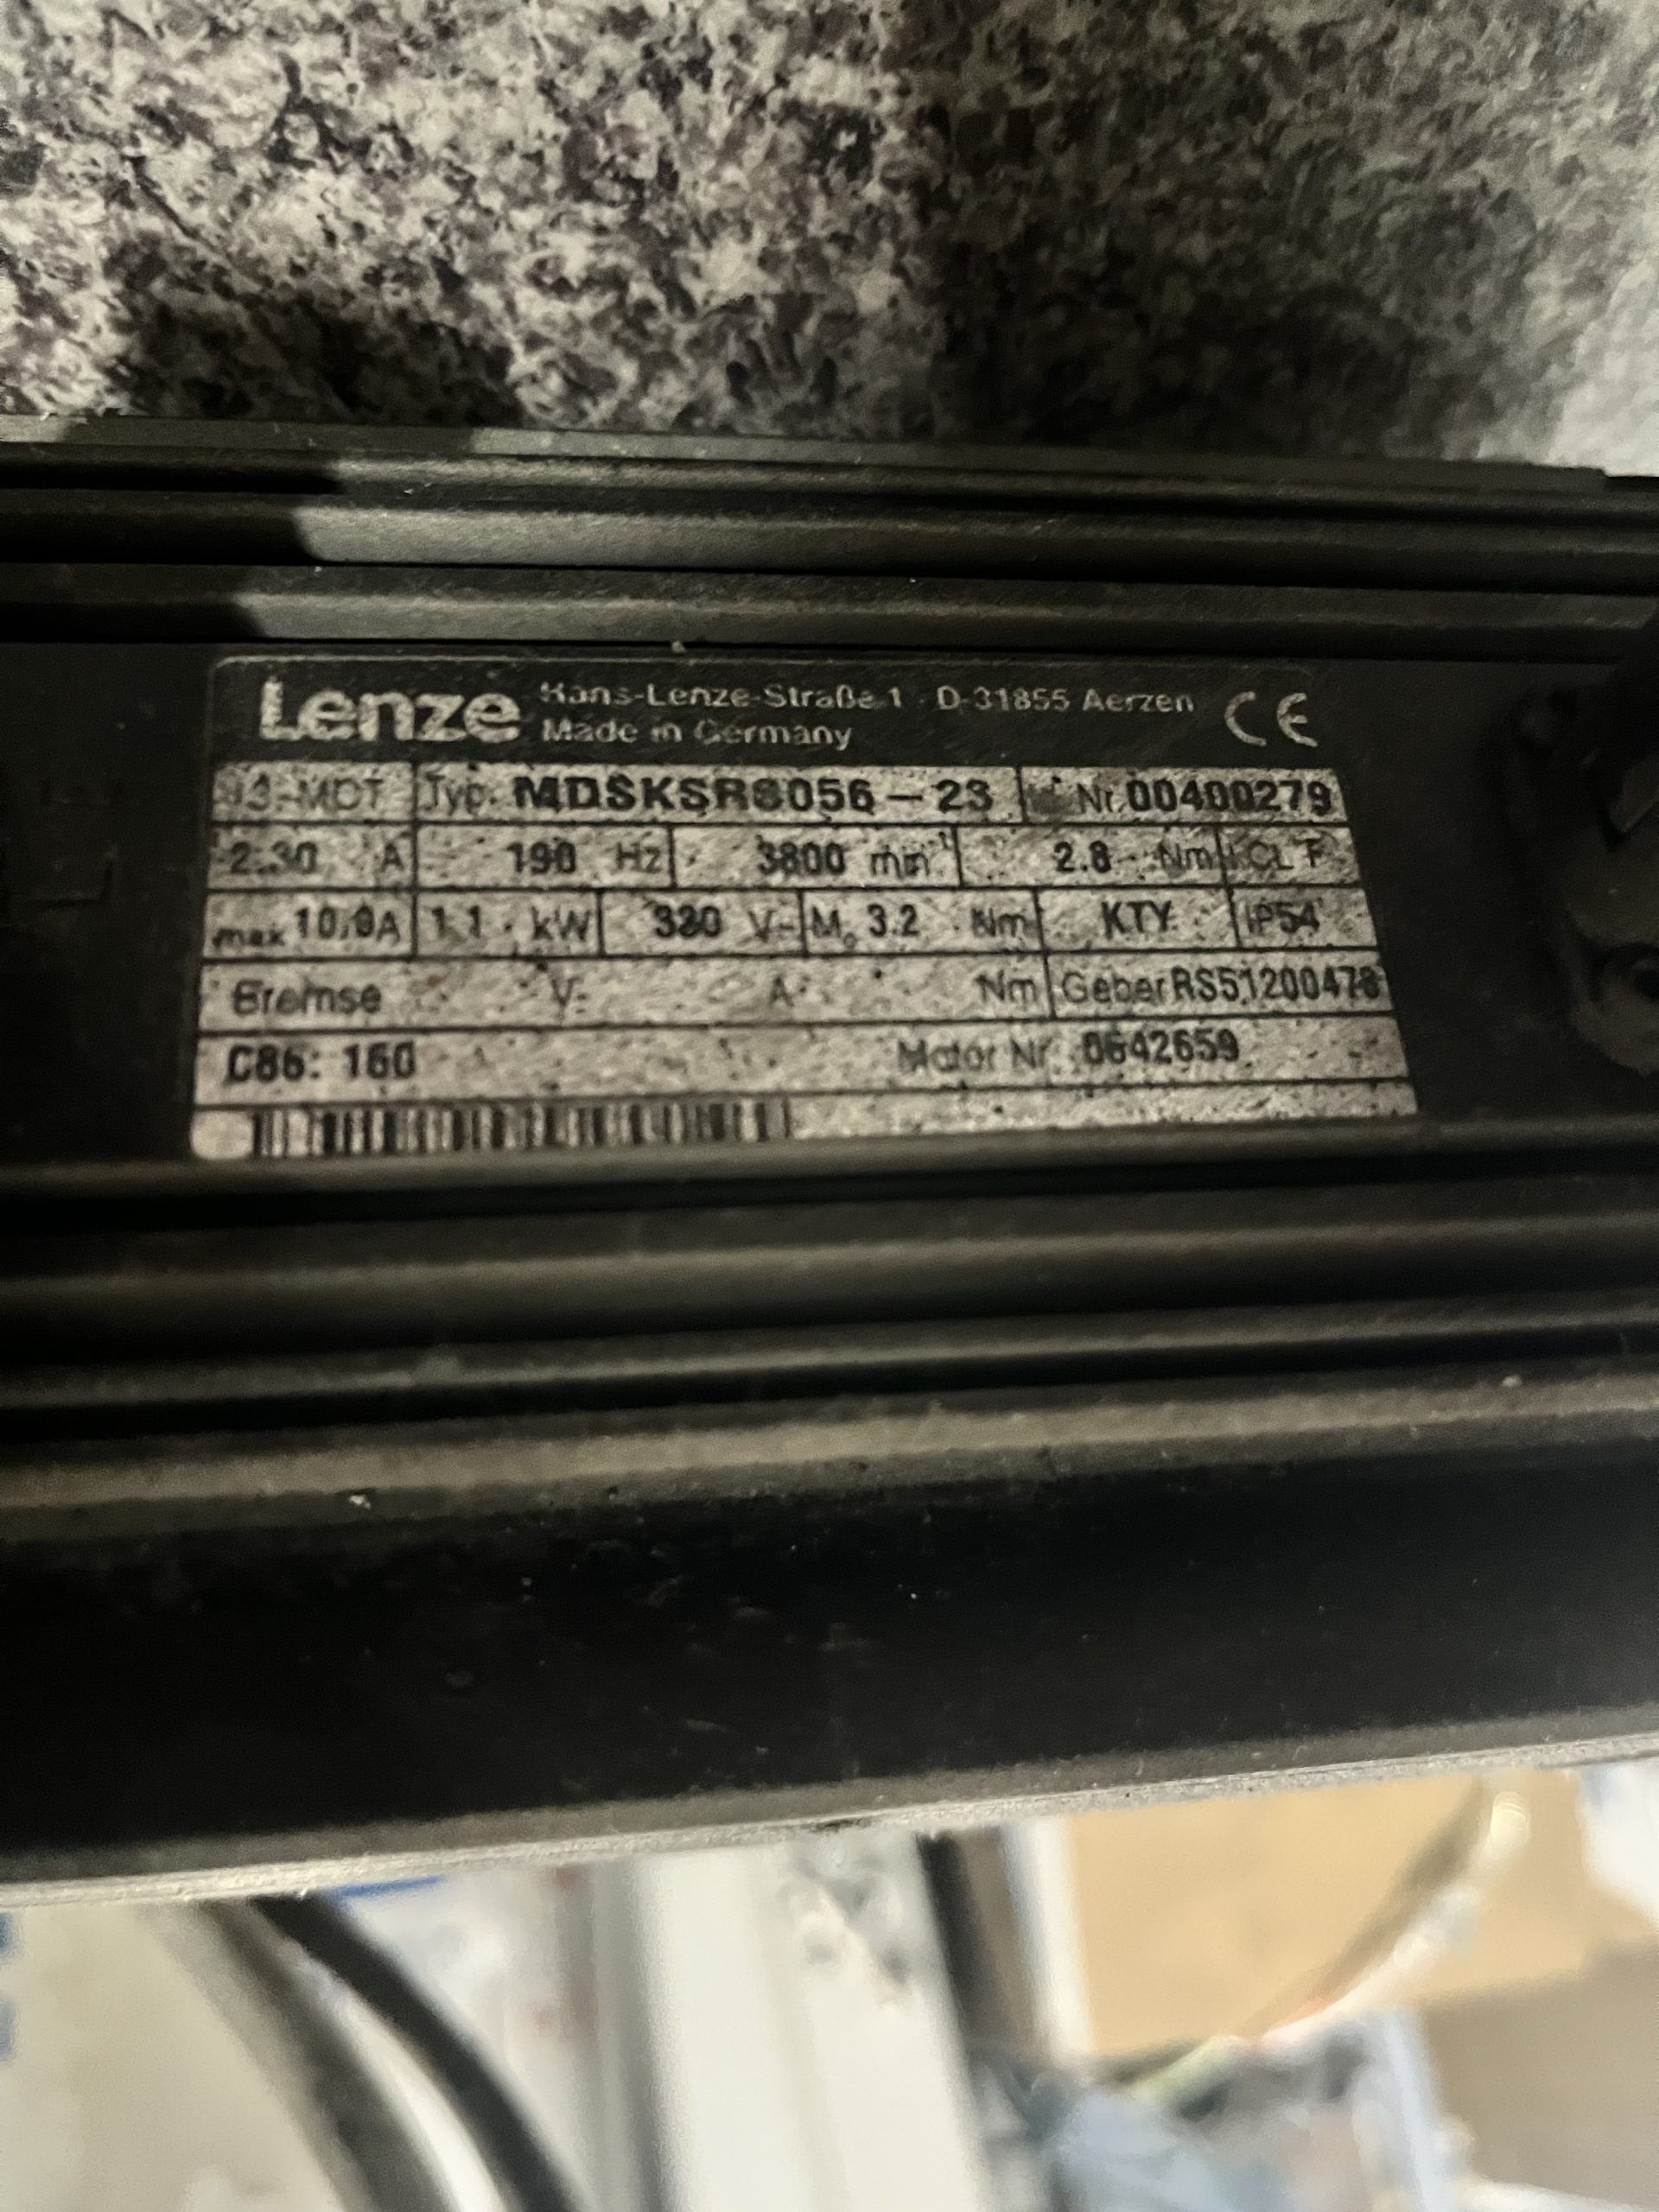 Lenze Hans-Lenze-Straße 1 · D-31855 Aerzen CE
Made in Germany
3~MOT Typ. MDSKSRS056-23 Nr. 00400279
2.30 A 190 Hz 3800 min-1 2.8 Nm I.CL F
max 10.0A 1.1 kW 330 V~ M₀ 3.2 Nm KTY IP54
Bremse V= A Nm Geber RS51200478
C86: 160 Motor Nr. 0642659